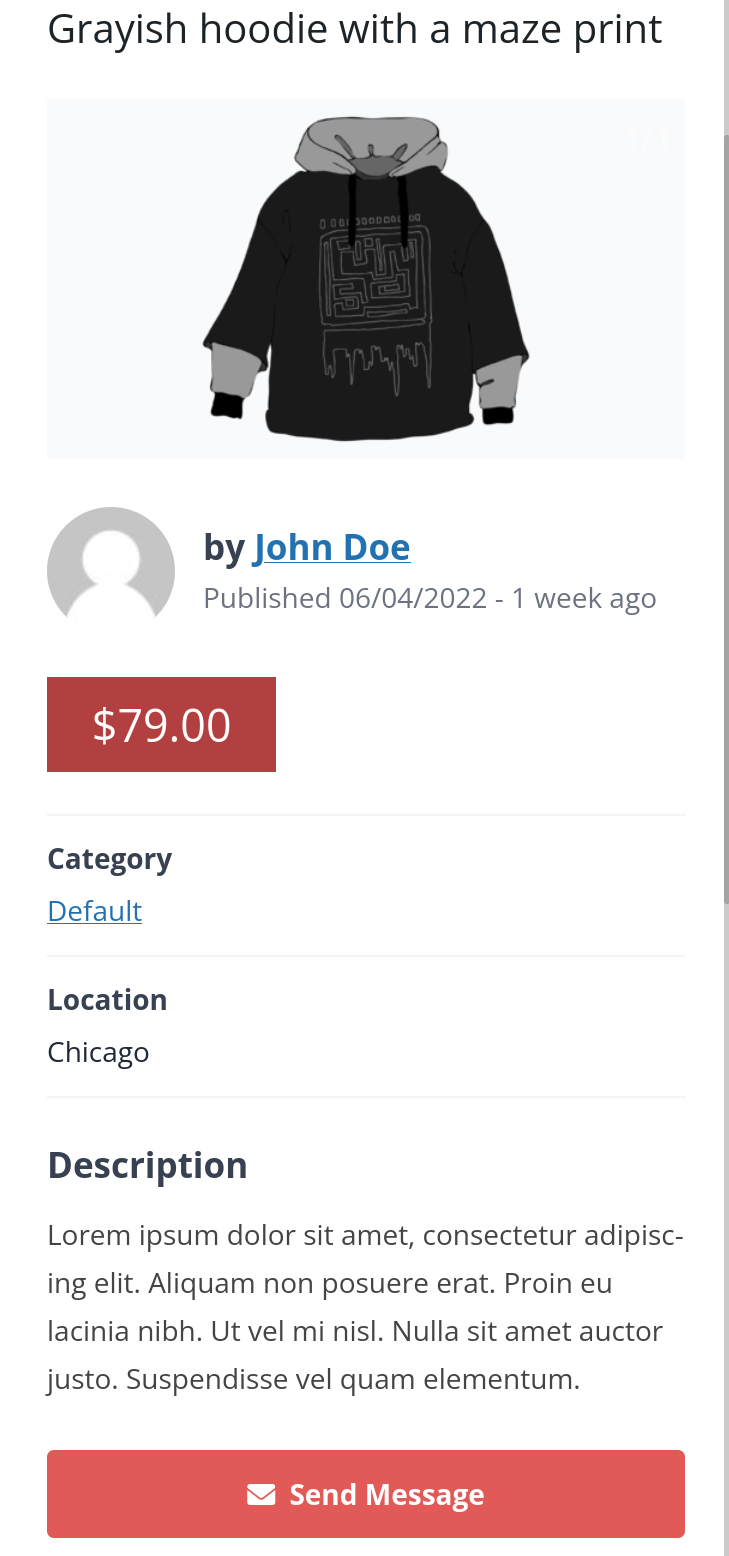 Grayish hoodie with a maze print
1/1
by John Doe
Published 06/04/2022 - 1 week ago
$79.00
Category
Default
Location
Chicago
Description
Lorem ipsum dolor sit amet, consectetur adipisc-
ing elit. Aliquam non posuere erat. Proin eu
lacinia nibh. Ut vel mi nisl. Nulla sit amet auctor
justo. Suspendisse vel quam elementum.
Send Message